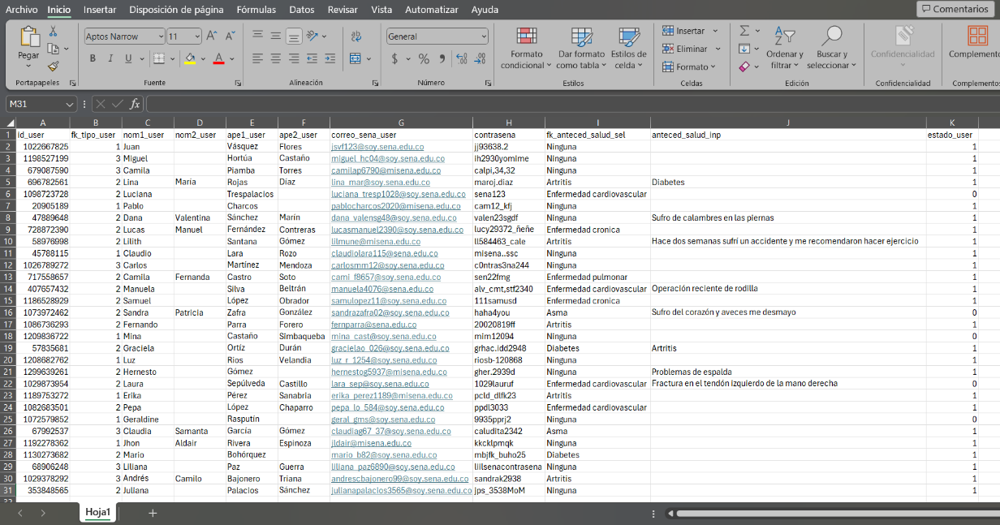 Archivo Inicio Insertar Disposición de página Fórmulas Datos Revisar Vista Automatizar Ayuda Comentarios
Pegar Aptos Narrow 11 General Formato condicional Dar formato como tabla Estilos de celda Insertar Eliminar Formato Ordenar y filtrar Buscar y seleccionar Confidencialidad Complemento
N K S
Portapapeles Fuente Alineación Número Estilos Celdas Edición Confidencialidad Complemento
M31 fx
A B C D E F G H I J K
1 id_user fk_tipo_user nom1_user nom2_user ape1_user ape2_user correo_sena_user contrasena fk_anteced_salud_sel anteced_salud_inp estado_user
2 1022667825 1 Juan Vásquez Flores jsvf123@soy.sena.edu.co jj93638.2 Ninguna 1
3 1198527199 3 Miguel Hortúa Castaño miguel_hc04@soy.sena.edu.co ih2930yomime Ninguna 1
4 679087590 3 Camila Piamba Torres camilap6790@misena.edu.co calpi,34,32 Ninguna 1
5 696782561 2 Lina María Rojas Díaz lina_mar@soy.sena.edu.co maroj.diaz Artritis Diabetes 1
6 1098723728 2 Luciana Trespalacios luciana_tresp1028@soy.sena.edu.co sena123 Enfermedad cardiovascular 0
7 20905189 1 Pablo Charcos pablocharcos2020@misena.edu.co cam12_kfj Ninguna 1
8 47889648 2 Dana Valentina Sánchez Marín dana_valensg48@soy.sena.edu.co valen23sgdf Ninguna Sufro de calambres en las piernas 1
9 728872390 2 Lucas Manuel Fernández Contreras lucasmanuel2390@soy.sena.edu.co lucy29372_ñeñe Enfermedad cronica 1
10 58976998 2 Lilith Santana Gómez lilmune@misena.edu.co ll584463_cale Artritis Hace dos semanas sufrí un accidente y me recomendaron hacer ejercicio 1
11 45788115 1 Claudio Lara Rozo claudiolara115@sena.edu.co misena..ssc Ninguna 1
12 1026789272 3 Carlos Martínez Mendoza carlosmm12@soy.sena.edu.co c0ntras3na244 Ninguna 1
13 717558657 2 Camila Fernanda Castro Soto cami_f8657@soy.sena.edu.co sen22fmg Enfermedad pulmonar 1
14 407657432 2 Manuela Silva Beltrán manuela4076@sena.edu.co alv_cmt,stf2340 Enfermedad cardiovascular Operación reciente de rodilla 1
15 1186528929 2 Samuel López Obrador samulopez11@soy.sena.edu.co 111samusd Enfermedad cronica 1
16 1073972462 2 Sandra Patricia Zafra González sandrazafra02@soy.sena.edu.co haha4you Asma Sufro del corazón y aveces me desmayo 0
17 1086736293 2 Fernando Parra Forero fernparra@sena.edu.co 20020819ff Artritis 1
18 1209836722 1 Mina Castaño Simbaqueba mina_cast@soy.sena.edu.co mim12094 Ninguna 0
19 57835681 2 Graciela Ortíz Durán gracielao_026@soy.sena.edu.co grhac.idd2948 Diabetes Artritis 1
20 1208682762 1 Luz Rios Velandia luz_r_1254@soy.sena.edu.co riosb-120868 Ninguna 1
21 1299639261 2 Hernesto Gómez hernestog5937@misena.edu.co gher.2939d Ninguna Problemas de espalda 1
22 1029873954 2 Laura Sepúlveda Castillo lara_sep@soy.sena.edu.co 1029lauruf Enfermedad cardiovascular Fractura en el tendón izquierdo de la mano derecha 0
23 1189753272 1 Erika Pérez Sanabria erika_perez1189@misena.edu.co pcld_dlfk23 Artritis 1
24 1082683501 2 Pepa López Chaparro pepa_lo_584@soy.sena.edu.co ppdl3033 Enfermedad cardiovascular 1
25 1072579852 1 Geraldine Rasputín geral_gms@soy.sena.edu.co 9935pprj2 Ninguna 0
26 67992537 3 Claudia Samanta García Gómez claudiag67_37@soy.sena.edu.co caludita2342 Asma 1
27 1192278362 1 Jhon Aldair Rivera Espinoza jldair@misena.edu.co kkcklpmqk Ninguna 1
28 1130273682 2 Mario Bohórquez mario_b82@soy.sena.edu.co mbjfk_buho25 Diabetes 1
29 68906248 3 Liliana Paz Guerra liliana_paz6890@soy.sena.edu.co lilsenacontrasena Ninguna 1
30 1029378292 3 Andrés Camilo Bajonero Triana andrescbajonero99@soy.sena.edu.co sandrak2938 Artritis 1
31 353848565 2 Juliana Palacios Sánchez julianapalacios3565@soy.sena.edu.co jps_3538MoM Ninguna 1
Hoja1